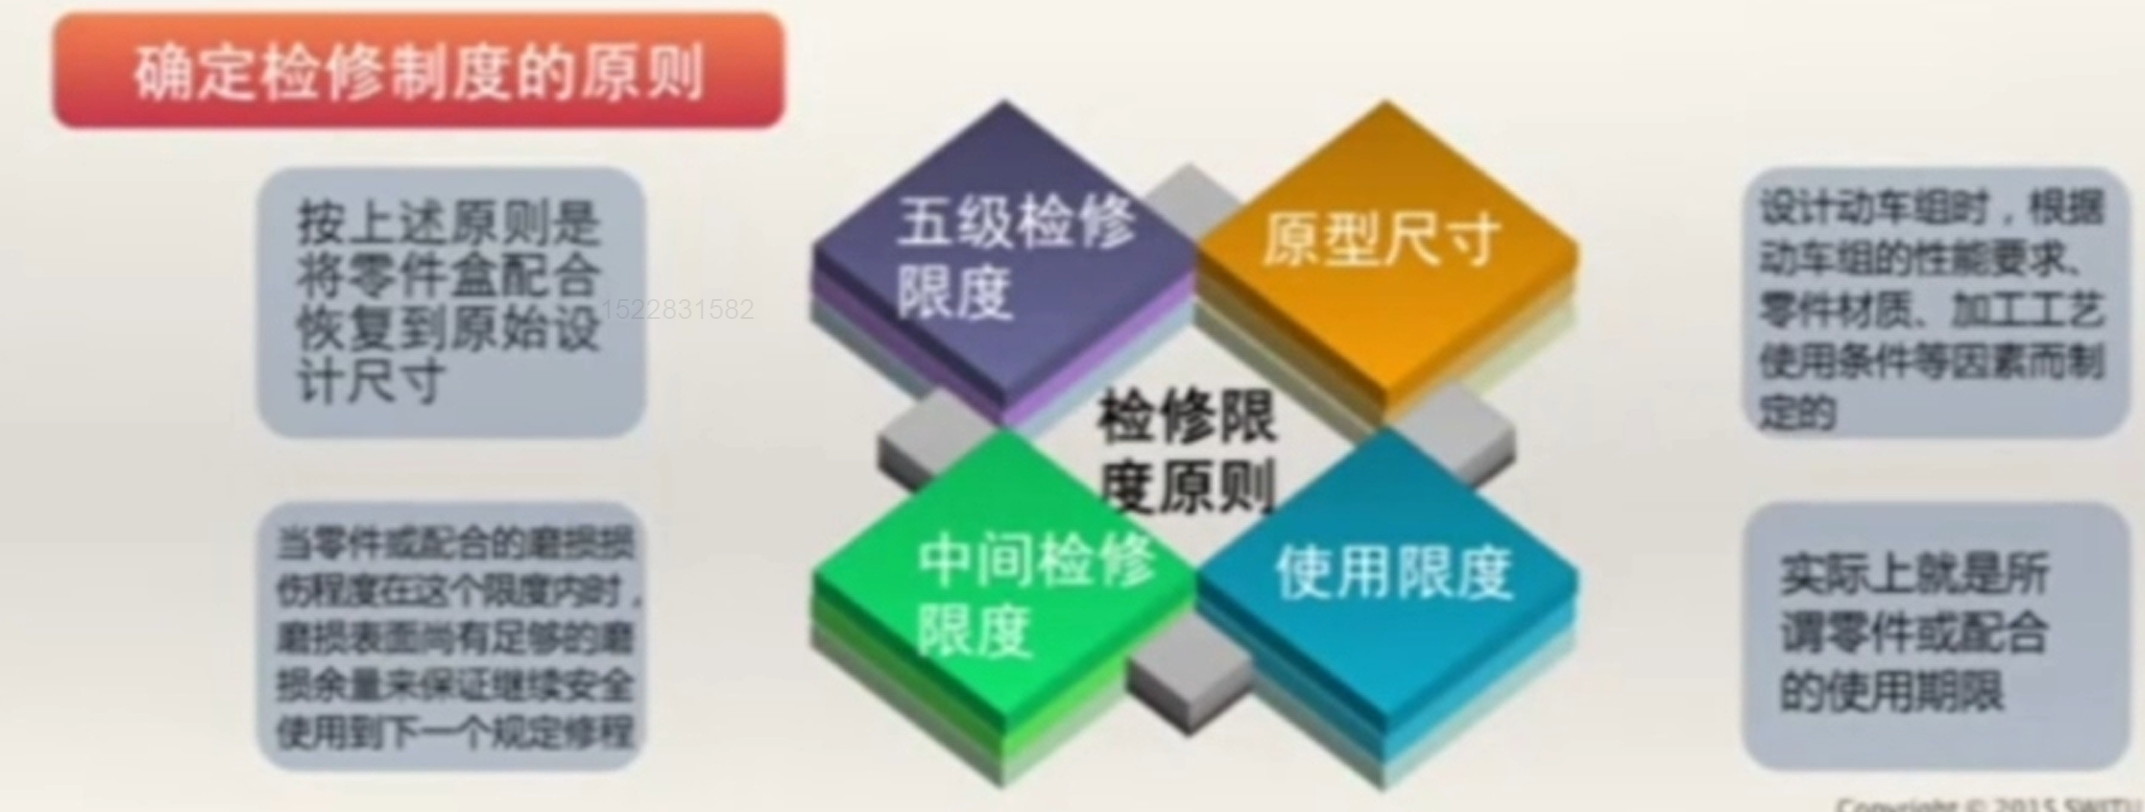 确定检修制度的原则
按上述原则是
将零件盒配合
恢复到原始设
计尺寸
1522831582
五级检修
限度
原型尺寸
设计动车组时，根据
动车组的性能要求、
零件材质、加工工艺
使用条件等因素而制
定的
检修限
度原则
当零件或配合的磨损损
伤程度在这个限度内时，
磨损表面尚有足够的磨
损余量来保证继续安全
使用到下一个规定修程
中间检修
限度
使用限度
实际上就是所
谓零件或配合
的使用期限
Copyright © 2015 SWJTU